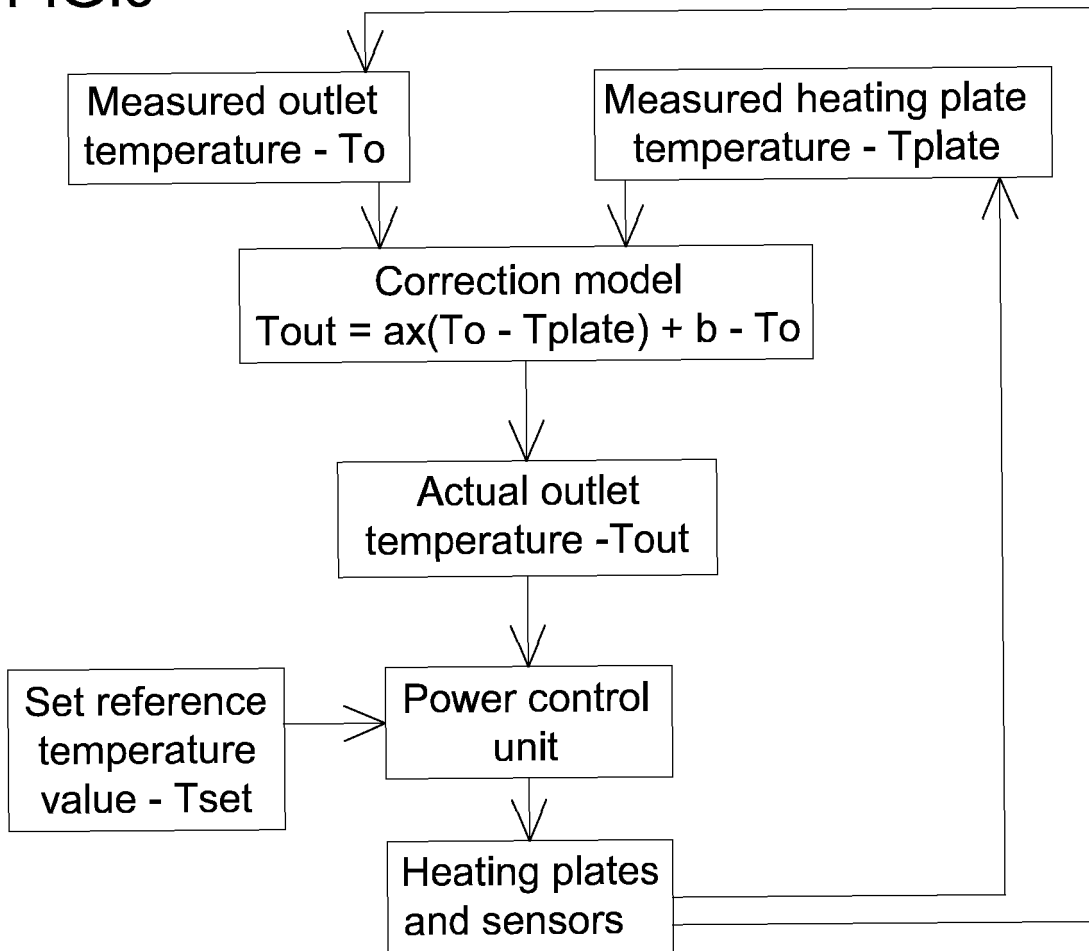 Measured outlet
temperature - To
Measured heating plate
temperature - Tplate
Correction model
Tout = ax(To - Tplate) + b - To
Actual outlet
temperature -Tout
Set reference
temperature
value - Tset
Power control
unit
Heating plates
and sensors